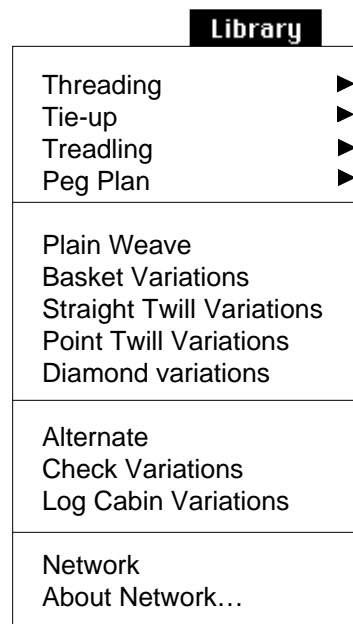 Library
Threading
Tie-up
Treadling
Peg Plan
Plain Weave
Basket Variations
Straight Twill Variations
Point Twill Variations
Diamond variations
Alternate
Check Variations
Log Cabin Variations
Network
About Network…